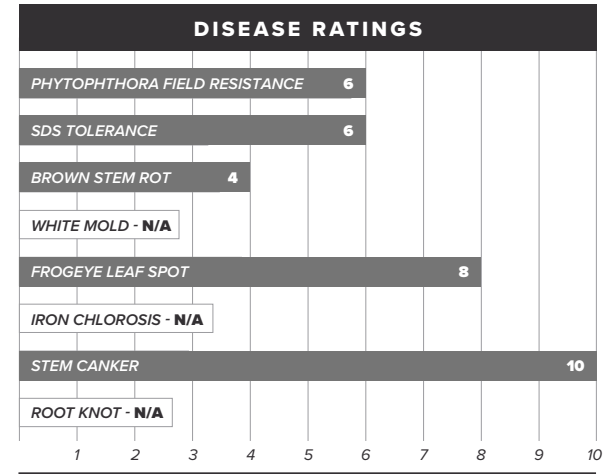 DISEASE RATINGS
PHYTOPHTHORA FIELD RESISTANCE 6
SDS TOLERANCE 6
BROWN STEM ROT 4
WHITE MOLD - N/A
FROGEYE LEAF SPOT 8
IRON CHLOROSIS - N/A
STEM CANKER 10
ROOT KNOT - N/A
1 2 3 4 5 6 7 8 9 10